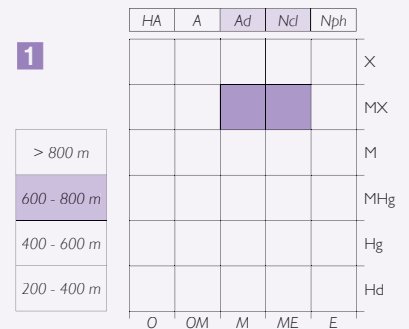 HA A Ad Ncl Nph
1
X
MX
> 800 m M
600 - 800 m MHg
400 - 600 m Hg
200 - 400 m Hd
O OM M ME E